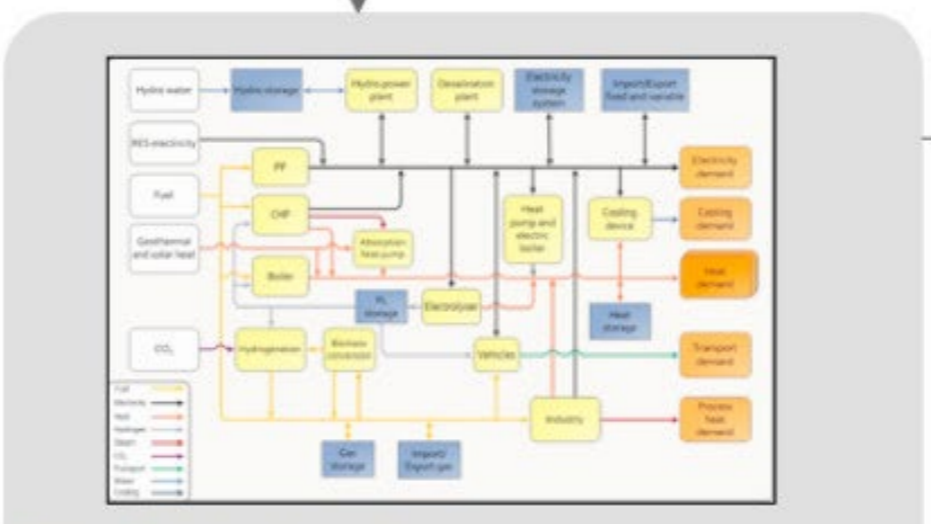 Hydro water
Hydro storage
Hydro power
plant
Desalination
plant
Electricity
storage
system
Import/Export
fixed and variable
RES electricity
PP
Electricity
demand
Fuel
CHP
Heat
pump and
electric
boiler
Cooling
device
Cooling
demand
Geothermal
and solar heat
Absorption
heat pump
Boiler
Heat
demand
storage
Electrolyser
Heat
storage
CO₂
Hydrogenation
Biomass
conversion
Vehicles
Transport
demand
Industry
Process
heat
demand
Gas
storage
Import/
Export gas
Fuel
Electricity
Heat
Hydrogen
Steam
CO₂
Transport
Water
Cooling